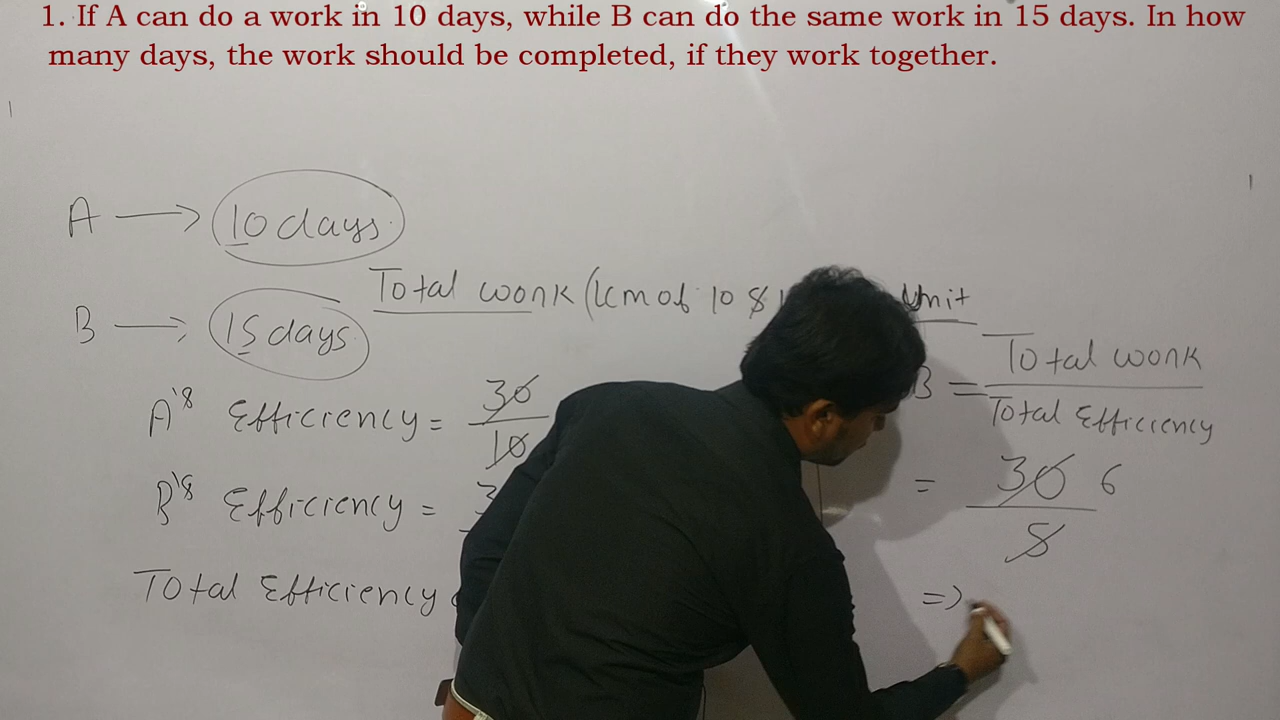 1. If A can do a work in 10 days, while B can do the same work in 15 days. In how
many days, the work should be completed, if they work together.
A → 10 days
Total work (LCM of 10 & 1 Unit
B → 15 days
B = Total work
Total Efficiency
A's Efficiency = 30
10
= 30 6
5
B's Efficiency = 3
Total Efficiency
=>